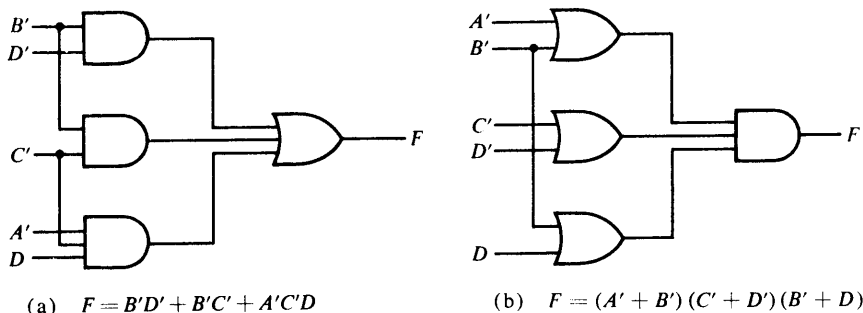 B′
D′
C′
A′
D
F
(a) F = B′D′ + B′C′ + A′C′D
A′
B′
C′
D′
D
F
(b) F = (A′ + B′) (C′ + D′) (B′ + D)